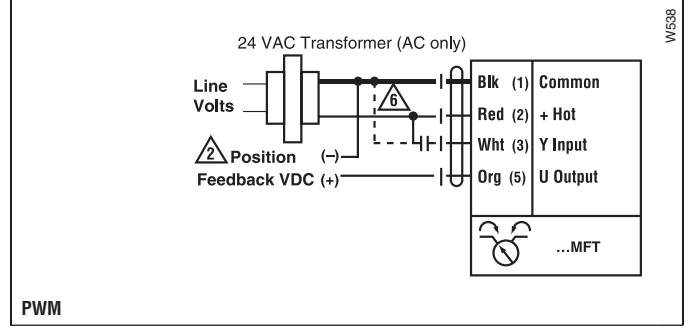 W538
24 VAC Transformer (AC only)
Line
Volts
6
2 Position (–)
Feedback VDC (+)
Blk (1) Common
Red (2) + Hot
Wht (3) Y Input
Org (5) U Output
...MFT
PWM